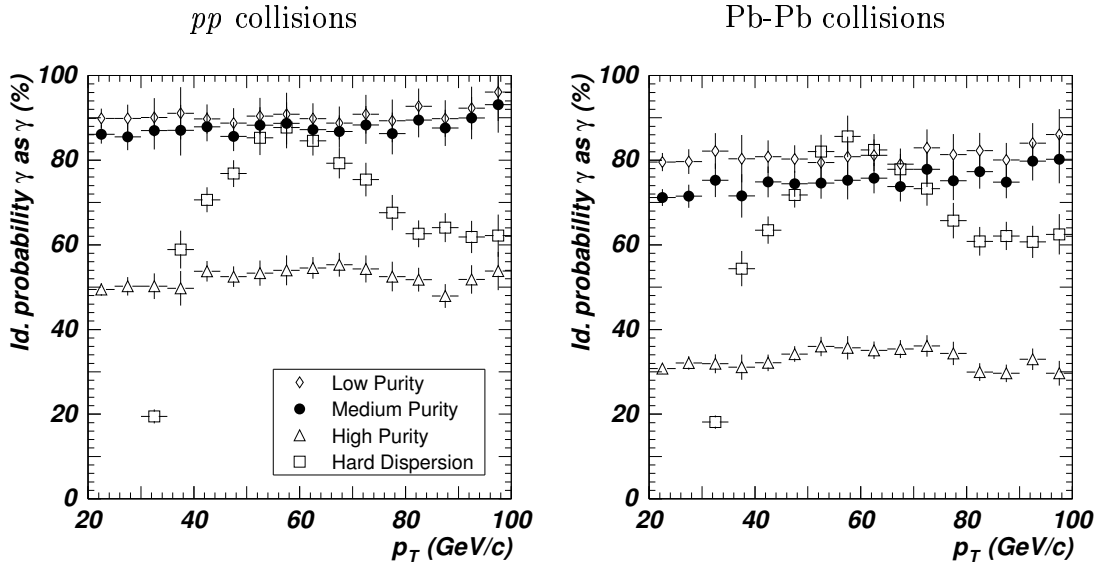 pp collisions
Pb-Pb collisions
Id. probability γ as γ (%)
100
80
60
40
20
0
Low Purity
Medium Purity
High Purity
Hard Dispersion
20 40 60 80 100
p_T (GeV/c)
Id. probability γ as γ (%)
100
80
60
40
20
0
20 40 60 80 100
p_T (GeV/c)